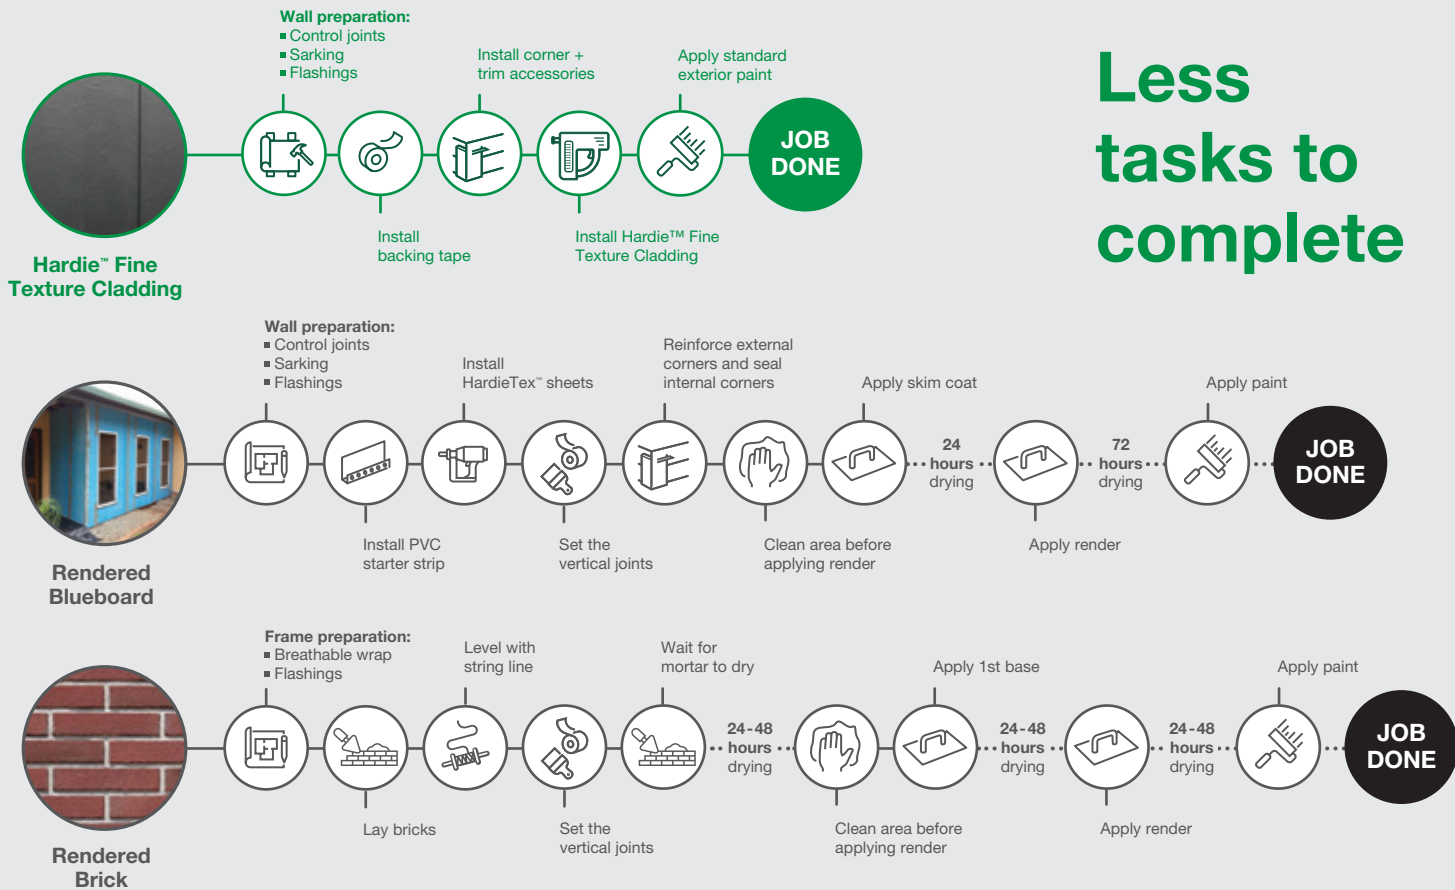 Less
tasks to
complete
Wall preparation:
▪ Control joints
▪ Sarking
▪ Flashings
Install corner +
trim accessories
Apply standard
exterior paint
JOB
DONE
Install
backing tape
Install Hardie™ Fine
Texture Cladding
Hardie™ Fine
Texture Cladding
Wall preparation:
▪ Control joints
▪ Sarking
▪ Flashings
Install
HardieTex™ sheets
Reinforce external
corners and seal
internal corners
Apply skim coat
Apply paint
24
hours
drying
72
hours
drying
JOB
DONE
Install PVC
starter strip
Set the
vertical joints
Clean area before
applying render
Apply render
Rendered
Blueboard
Frame preparation:
▪ Breathable wrap
▪ Flashings
Level with
string line
Wait for
mortar to dry
Apply 1st base
Apply paint
24-48
hours
drying
24-48
hours
drying
24-48
hours
drying
JOB
DONE
Lay bricks
Set the
vertical joints
Clean area before
applying render
Apply render
Rendered
Brick